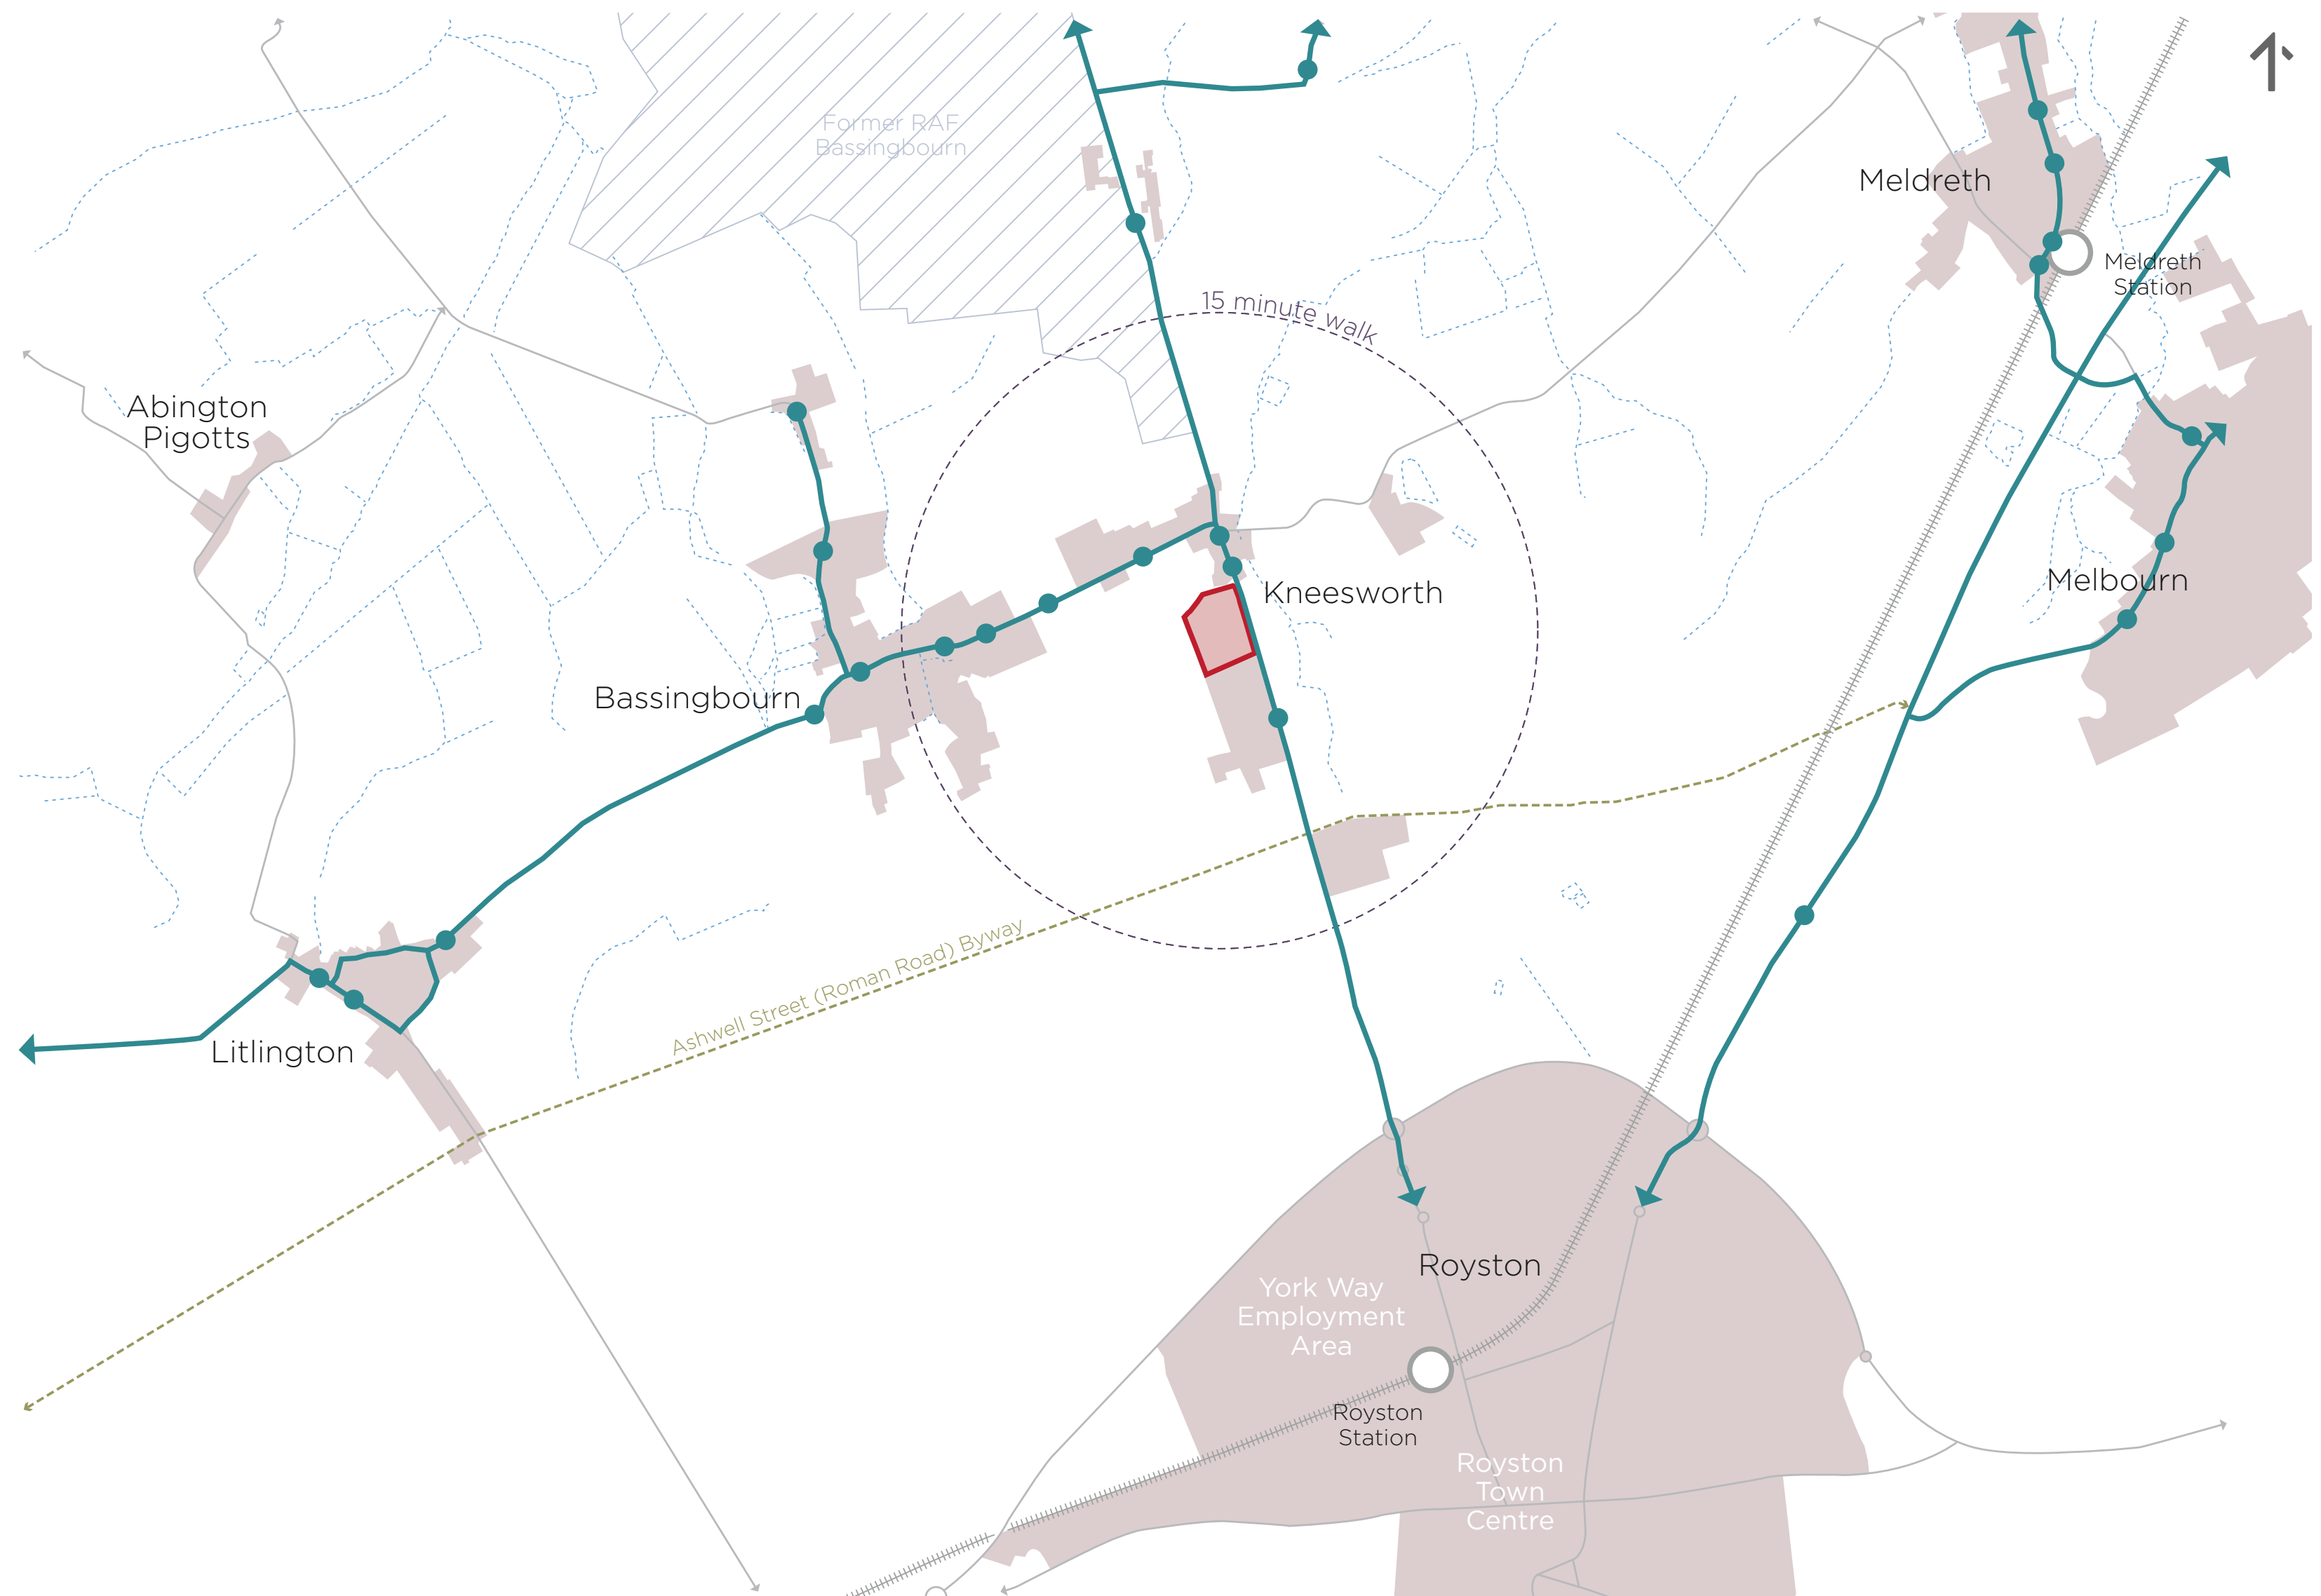 Former RAF
Bassingbourn
Meldreth
Meldreth
Station
15 minute walk
Abington
Pigotts
Kneesworth
Melbourn
Bassingbourn
Ashwell Street (Roman Road) Byway
Litlington
Royston
York Way
Employment
Area
Royston
Station
Royston
Town
Centre